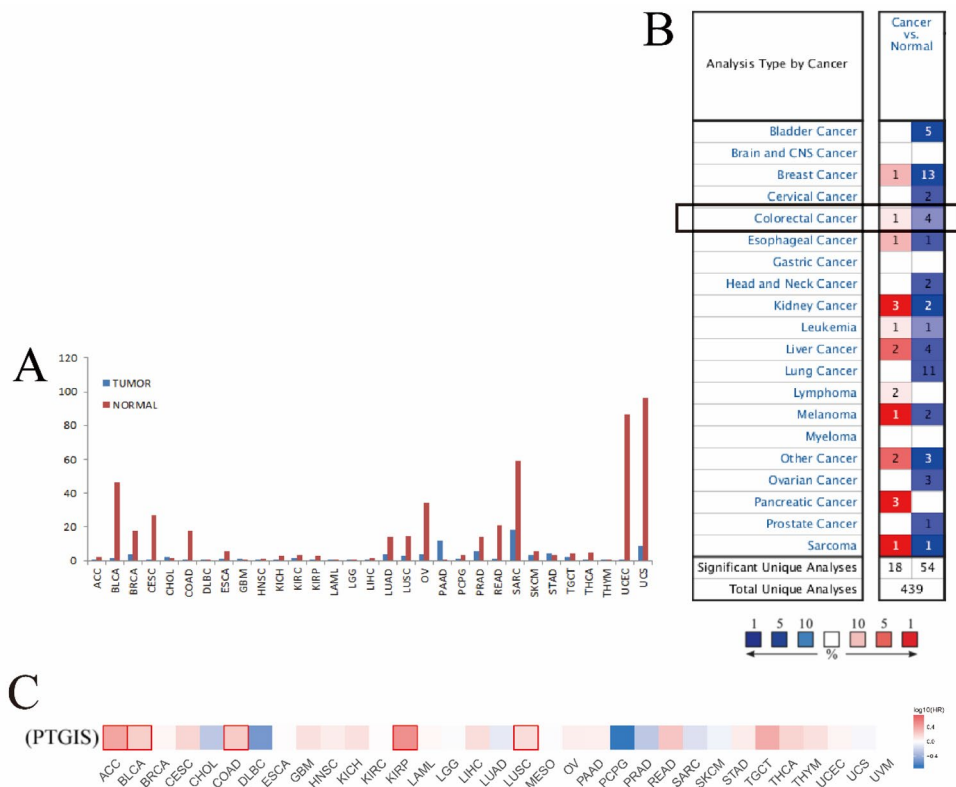 A
120
100
80
60
40
20
0
TUMOR
NORMAL
ACC BLCA BRCA CESC CHOL COAD DLBC ESCA GBM HNSC KICH KIRC KIRP LAML LGG LIHC LUAD LUSC OV PAAD PCPG PRAD READ SARC SKCM STAD TGCT THCA THYM UCEC UCS
B
Analysis Type by Cancer
Cancer
vs.
Normal
Bladder Cancer 5
Brain and CNS Cancer
Breast Cancer 1 13
Cervical Cancer 2
Colorectal Cancer 1 4
Esophageal Cancer 1 1
Gastric Cancer
Head and Neck Cancer 2
Kidney Cancer 3 2
Leukemia 1 1
Liver Cancer 2 4
Lung Cancer 11
Lymphoma 2
Melanoma 1 2
Myeloma
Other Cancer 2 3
Ovarian Cancer 3
Pancreatic Cancer 3
Prostate Cancer 1
Sarcoma 1 1
Significant Unique Analyses 18 54
Total Unique Analyses 439
1 5 10 10 5 1
%
C
(PTGIS)
ACC BLCA BRCA CESC CHOL COAD DLBC ESCA GBM HNSC KICH KIRC KIRP LAML LGG LIHC LUAD LUSC MESO OV PAAD PCPG PRAD READ SARC SKCM STAD TGCT THCA THYM UCEC UCS UVM
log10(HR)
0.4
0.0
−0.4